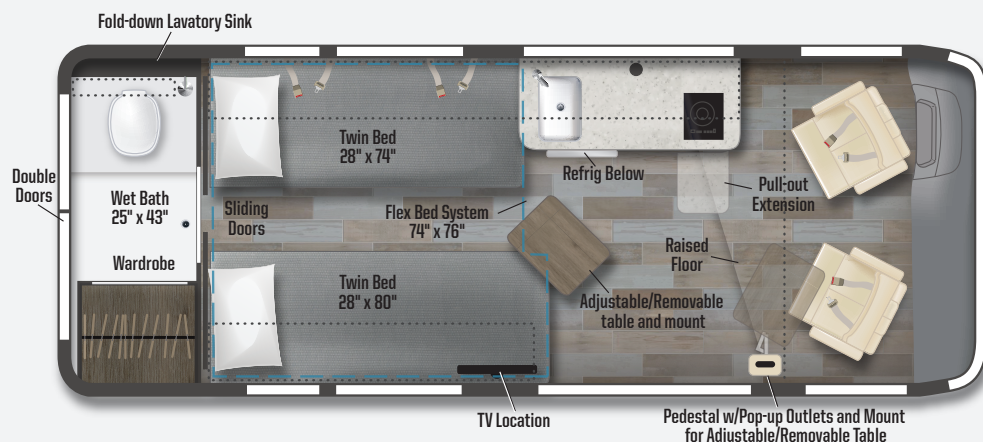 Fold-down Lavatory Sink
Double
Doors
Wet Bath
25" x 43"
Wardrobe
Sliding
Doors
Twin Bed
28" x 74"
Flex Bed System
74" x 76"
Twin Bed
28" x 80"
TV Location
Refrig Below
Pull-out
Extension
Raised
Floor
Adjustable/Removable
table and mount
Pedestal w/Pop-up Outlets and Mount
for Adjustable/Removable Table